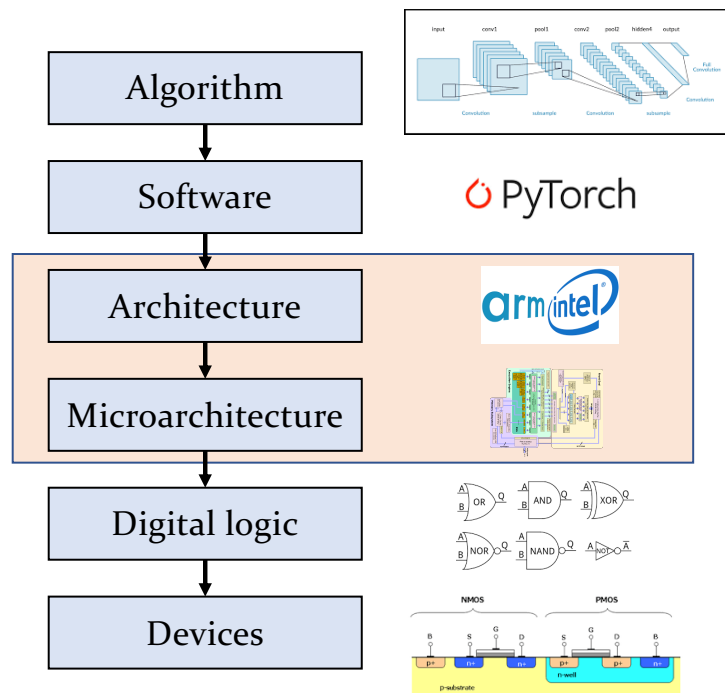 input conv1 pool1 conv2 pool2 hidden4 output
Full
Convolution
Convolution subsample Convolution subsample Convolution
Algorithm
Software
PyTorch
Architecture
arm intel®
Microarchitecture
Digital logic
A B OR Q
A B AND Q
A B XOR Q
A B NOR Q
A B NAND Q
A NOT A̅
Devices
NMOS PMOS
B S G D S G D B
p+ n+ n+ p+ p+ n+
n-well
p-substrate